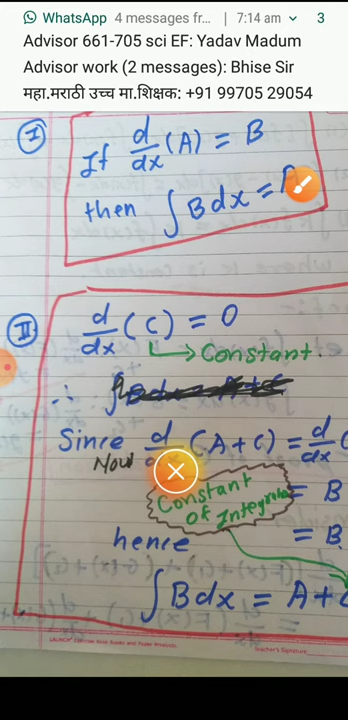 WhatsApp 4 messages fr... | 7:14 am 3
Advisor 661-705 sci EF: Yadav Madum
Advisor work (2 messages): Bhise Sir
महा.मराठी उच्च मा.शिक्षक: +91 99705 29054
I
If d/dx (A) = B
then ∫ B dx =
II
d/dx (C) = 0
Constant.
∴
Since d/dx (A + C) = d/dx (
Now
Constant of Integration
= B
= B.
hence
∫ B dx = A +
Teacher's Signature